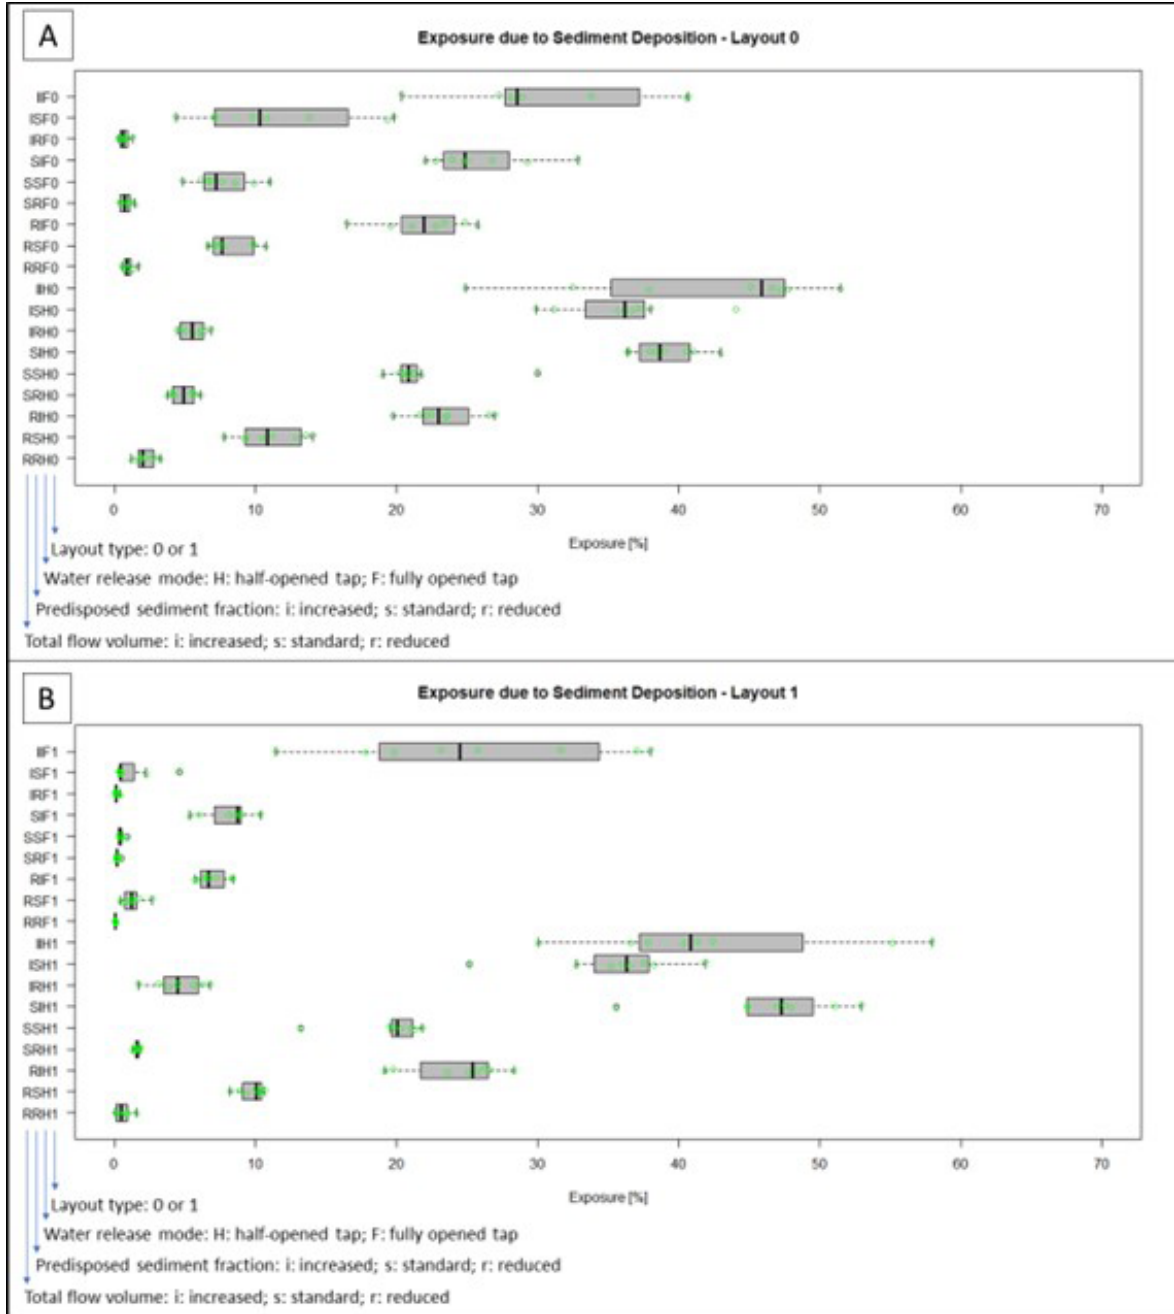 A
Exposure due to Sediment Deposition - Layout 0
IIF0
ISF0
IRF0
SIF0
SSF0
SRF0
RIF0
RSF0
RRF0
IIH0
ISH0
IRH0
SIH0
SSH0
SRH0
RIH0
RSH0
RRH0
0 10 20 30 40 50 60 70
Exposure [%]
Layout type: 0 or 1
Water release mode: H: half-opened tap; F: fully opened tap
Predisposed sediment fraction: i: increased; s: standard; r: reduced
Total flow volume: i: increased; s: standard; r: reduced
B
Exposure due to Sediment Deposition - Layout 1
IIF1
ISF1
IRF1
SIF1
SSF1
SRF1
RIF1
RSF1
RRF1
IIH1
ISH1
IRH1
SIH1
SSH1
SRH1
RIH1
RSH1
RRH1
0 10 20 30 40 50 60 70
Exposure [%]
Layout type: 0 or 1
Water release mode: H: half-opened tap; F: fully opened tap
Predisposed sediment fraction: i: increased; s: standard; r: reduced
Total flow volume: i: increased; s: standard; r: reduced